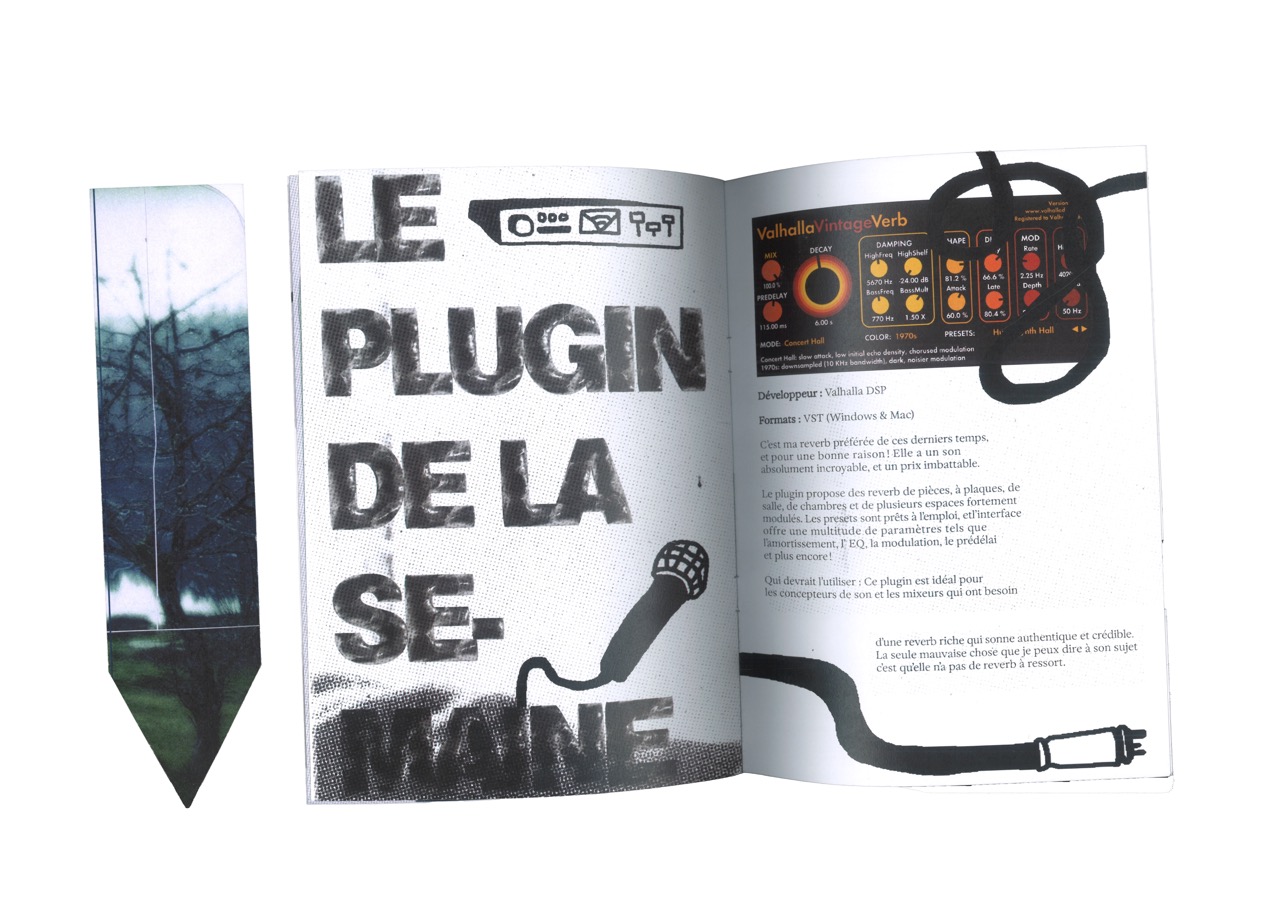 LE
PLUGIN
DE LA
SE-
MAINE
ValhallaVintageVerb
Version
www.valhalled
Registered to Valh
MIX
100.0 %
PREDELAY
115.00 ms
DECAY
6.00 s
DAMPING
HighFreq HighShelf
5670 Hz -24.00 dB
BassFreq BassMult
770 Hz 1.50 X
HAPE
81.2 %
Attack
60.0 %
66.6 %
Late
80.4 %
MOD
Rate
2.25 Hz
Depth
50 Hz
MODE: Concert Hall
COLOR: 1970s
PRESETS: Hall
Concert Hall: slow attack, low initial echo density, chorused modulation
1970s: downsampled (10 KHz bandwidth), dark, noisier modulation
Développeur : Valhalla DSP
Formats : VST (Windows & Mac)
C'est ma reverb préférée de ces derniers temps,
et pour une bonne raison ! Elle a un son
absolument incroyable, et un prix imbattable.
Le plugin propose des reverb de pièces, à plaques, de
salle, de chambres et de plusieurs espaces fortement
modulés. Les presets sont prêts à l'emploi, etl'interface
offre une multitude de paramètres tels que
l'amortissement, l' EQ, la modulation, le prédélai
et plus encore !
Qui devrait l'utiliser : Ce plugin est idéal pour
les concepteurs de son et les mixeurs qui ont besoin
d'une reverb riche qui sonne authentique et crédible.
La seule mauvaise chose que je peux dire à son sujet
c'est qu'elle n'a pas de reverb à ressort.